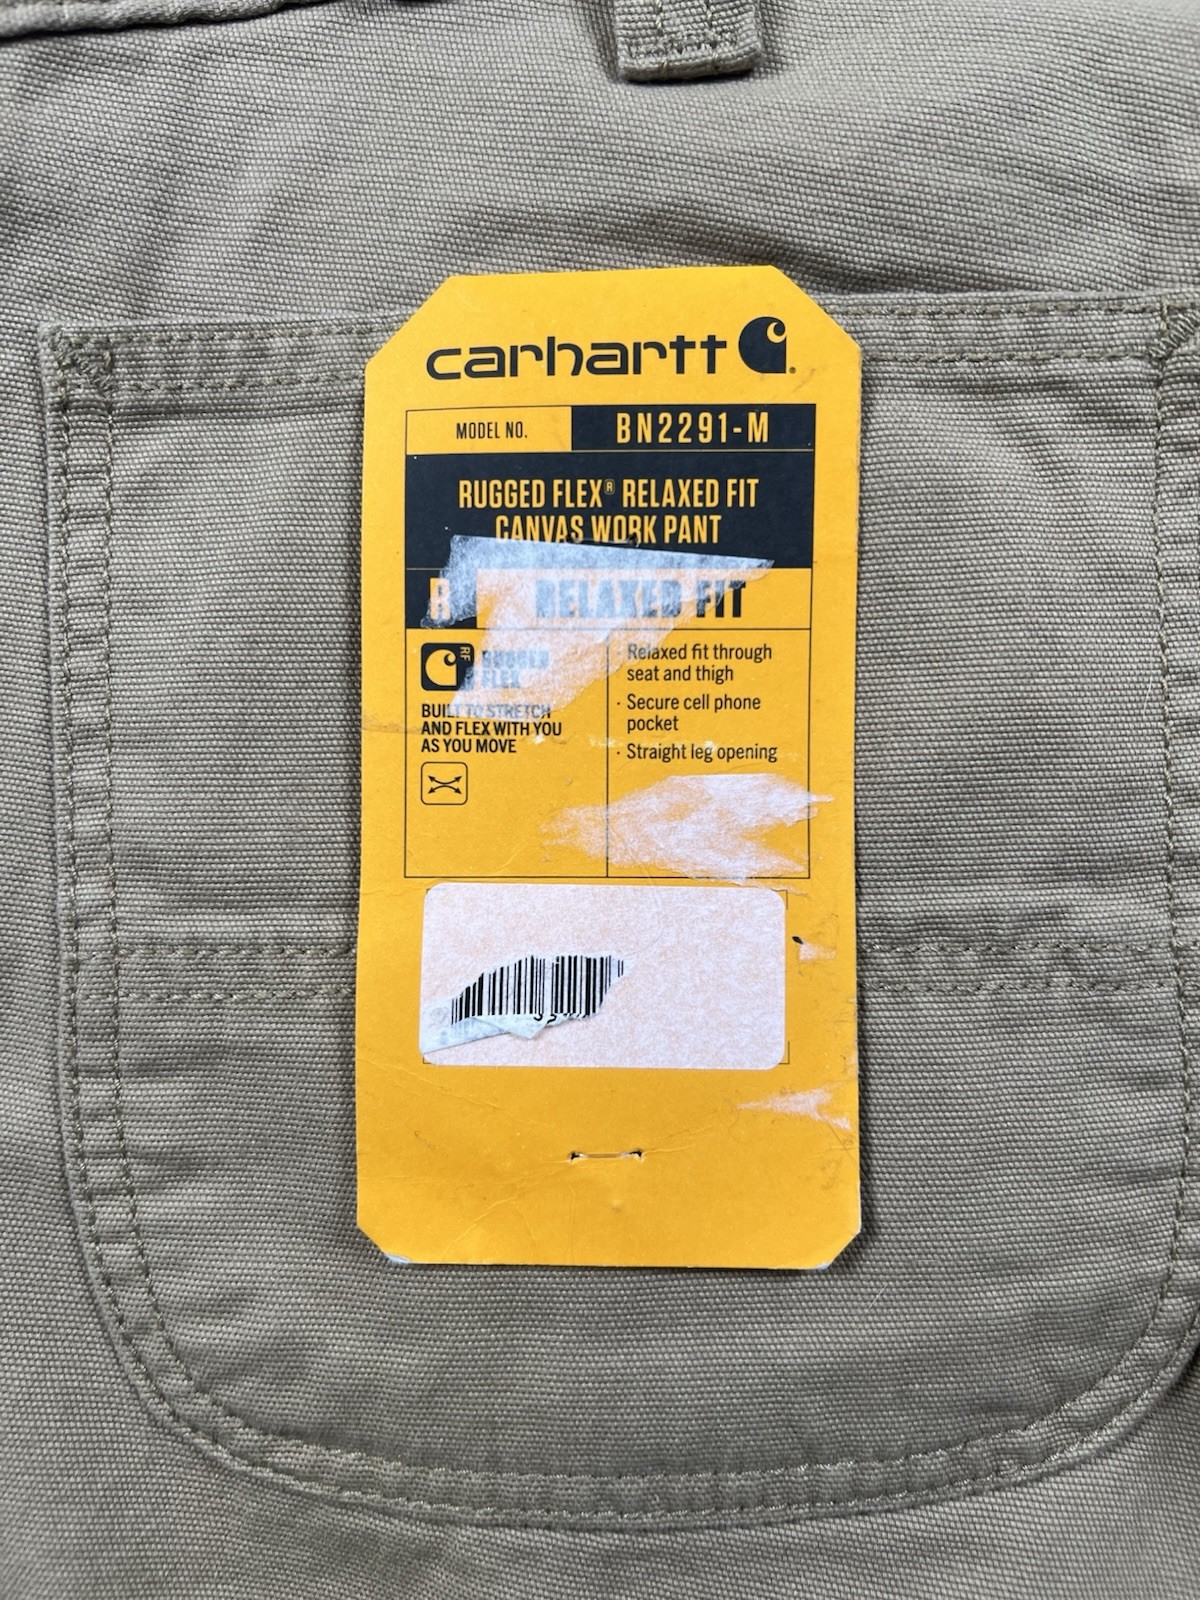 carhartt
MODEL NO. BN2291-M
RUGGED FLEX® RELAXED FIT
CANVAS WORK PANT
R RELAXED FIT
RF RUGGED
FLEX
BUILT TO STRETCH
AND FLEX WITH YOU
AS YOU MOVE
· Relaxed fit through
seat and thigh
· Secure cell phone
pocket
· Straight leg opening